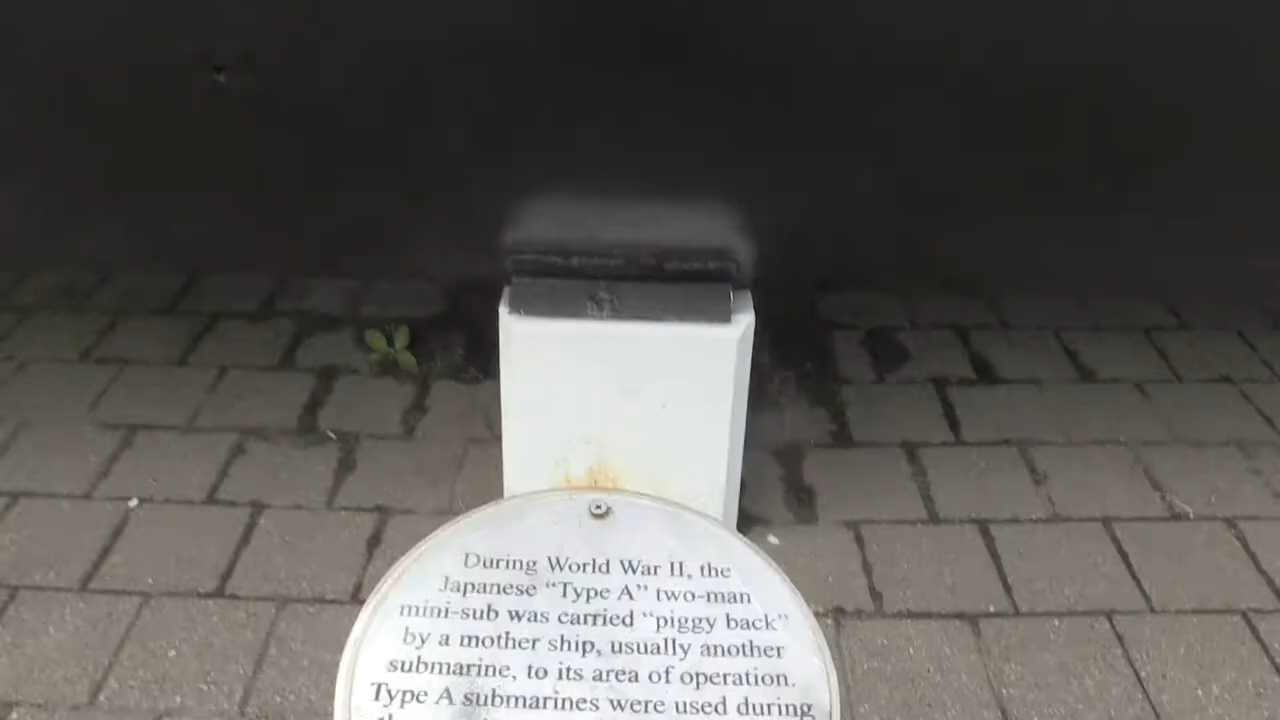 During World War II, the
Japanese “Type A” two-man
mini-sub was carried “piggy back”
by a mother ship, usually another
submarine, to its area of operation.
Type A submarines were used during